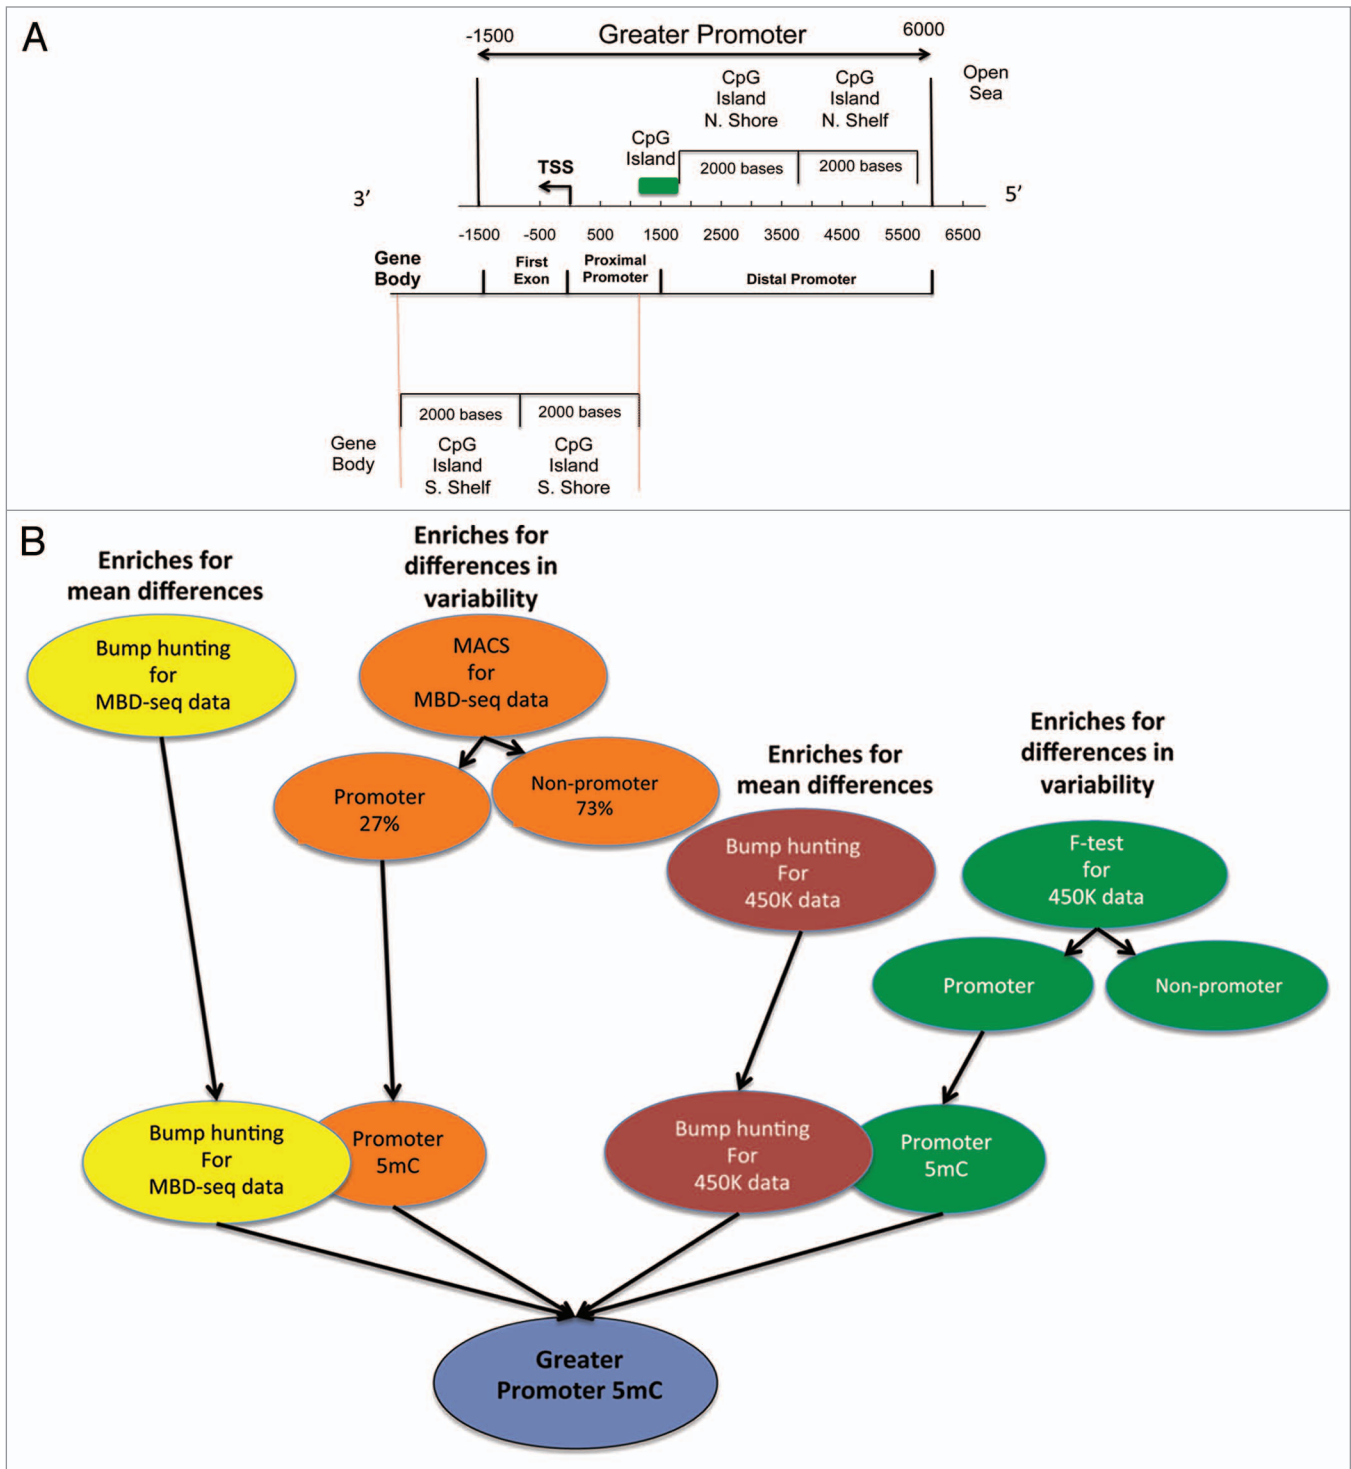 A
-1500
Greater Promoter
6000
Open
Sea
CpG
Island
N. Shore
CpG
Island
N. Shelf
CpG
Island
2000 bases
2000 bases
TSS
3’
5’
-1500 -500 500 1500 2500 3500 4500 5500 6500
Gene
Body
First
Exon
Proximal
Promoter
Distal Promoter
2000 bases
2000 bases
Gene
Body
CpG
Island
S. Shelf
CpG
Island
S. Shore
B
Enriches for
mean differences
Enriches for
differences in
variability
Bump hunting
for
MBD-seq data
MACS
for
MBD-seq data
Promoter
27%
Non-promoter
73%
Enriches for
mean differences
Enriches for
differences in
variability
Bump hunting
For
450K data
F-test
for
450K data
Promoter
Non-promoter
Bump hunting
For
MBD-seq data
Promoter
5mC
Bump hunting
For
450K data
Promoter
5mC
Greater
Promoter 5mC